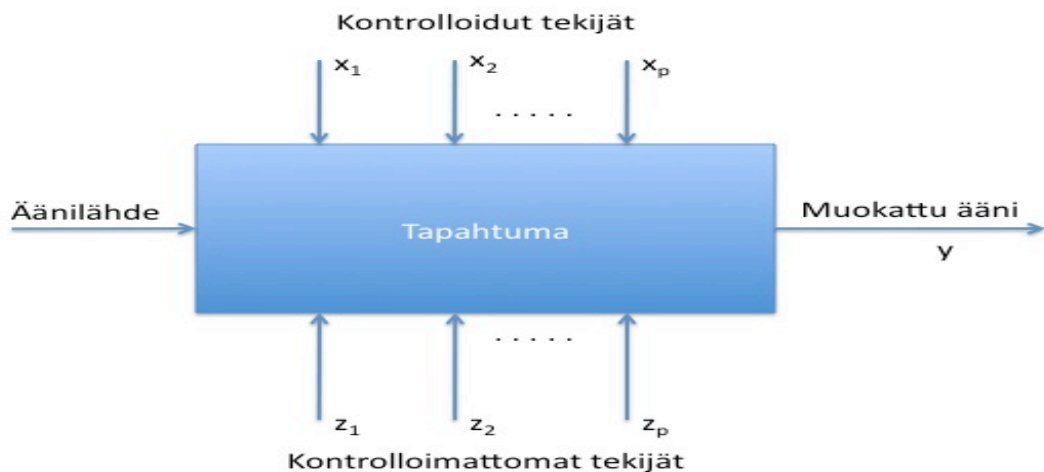 Kontrolloidut tekijät
x₁ x₂ xₚ
. . . . .
Äänilähde
Tapahtuma
Muokattu ääni
y
. . . . .
z₁ z₂ zₚ
Kontrolloimattomat tekijät